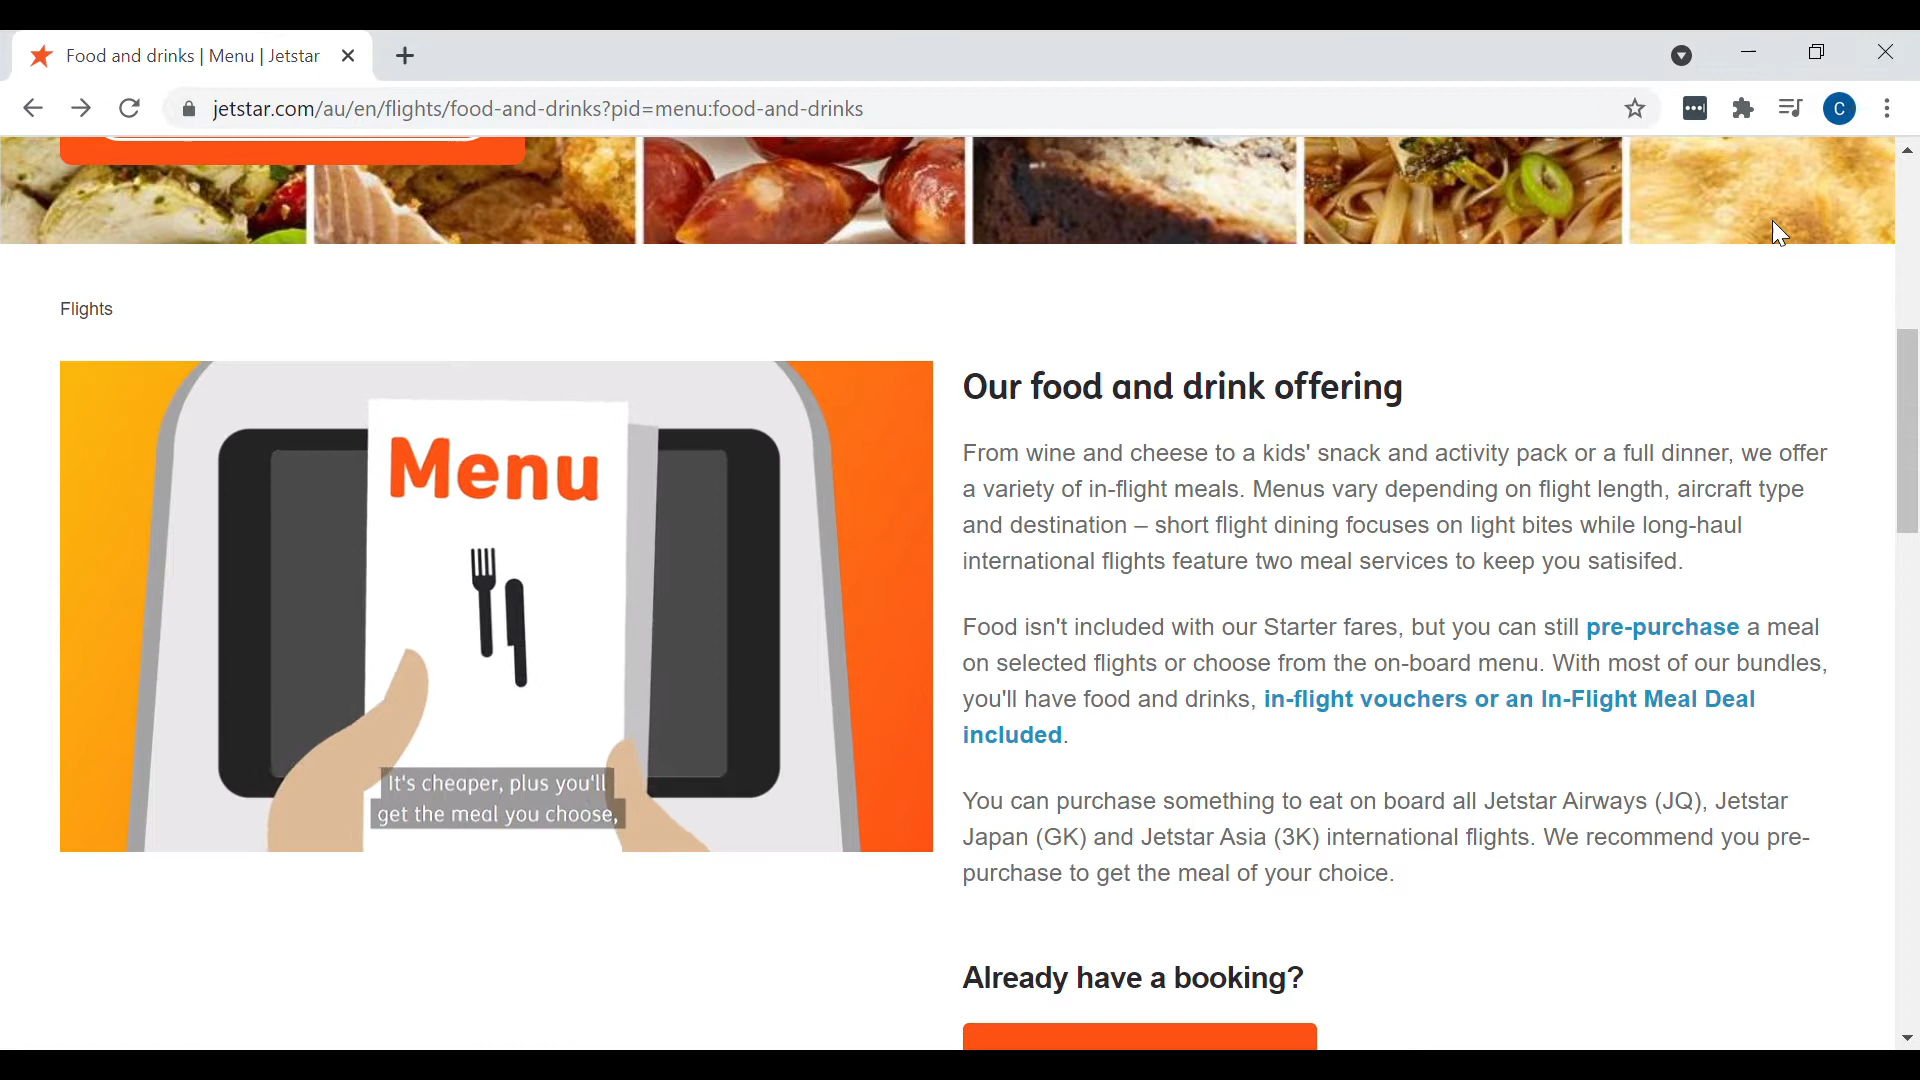 Food and drinks | Menu | Jetstar
jetstar.com/au/en/flights/food-and-drinks?pid=menu:food-and-drinks
C
Flights
Menu
It's cheaper, plus you'll
get the meal you choose,
Our food and drink offering
From wine and cheese to a kids' snack and activity pack or a full dinner, we offer
a variety of in-flight meals. Menus vary depending on flight length, aircraft type
and destination – short flight dining focuses on light bites while long-haul
international flights feature two meal services to keep you satisifed.
Food isn't included with our Starter fares, but you can still pre-purchase a meal
on selected flights or choose from the on-board menu. With most of our bundles,
you'll have food and drinks, in-flight vouchers or an In-Flight Meal Deal
included.
You can purchase something to eat on board all Jetstar Airways (JQ), Jetstar
Japan (GK) and Jetstar Asia (3K) international flights. We recommend you pre-
purchase to get the meal of your choice.
Already have a booking?